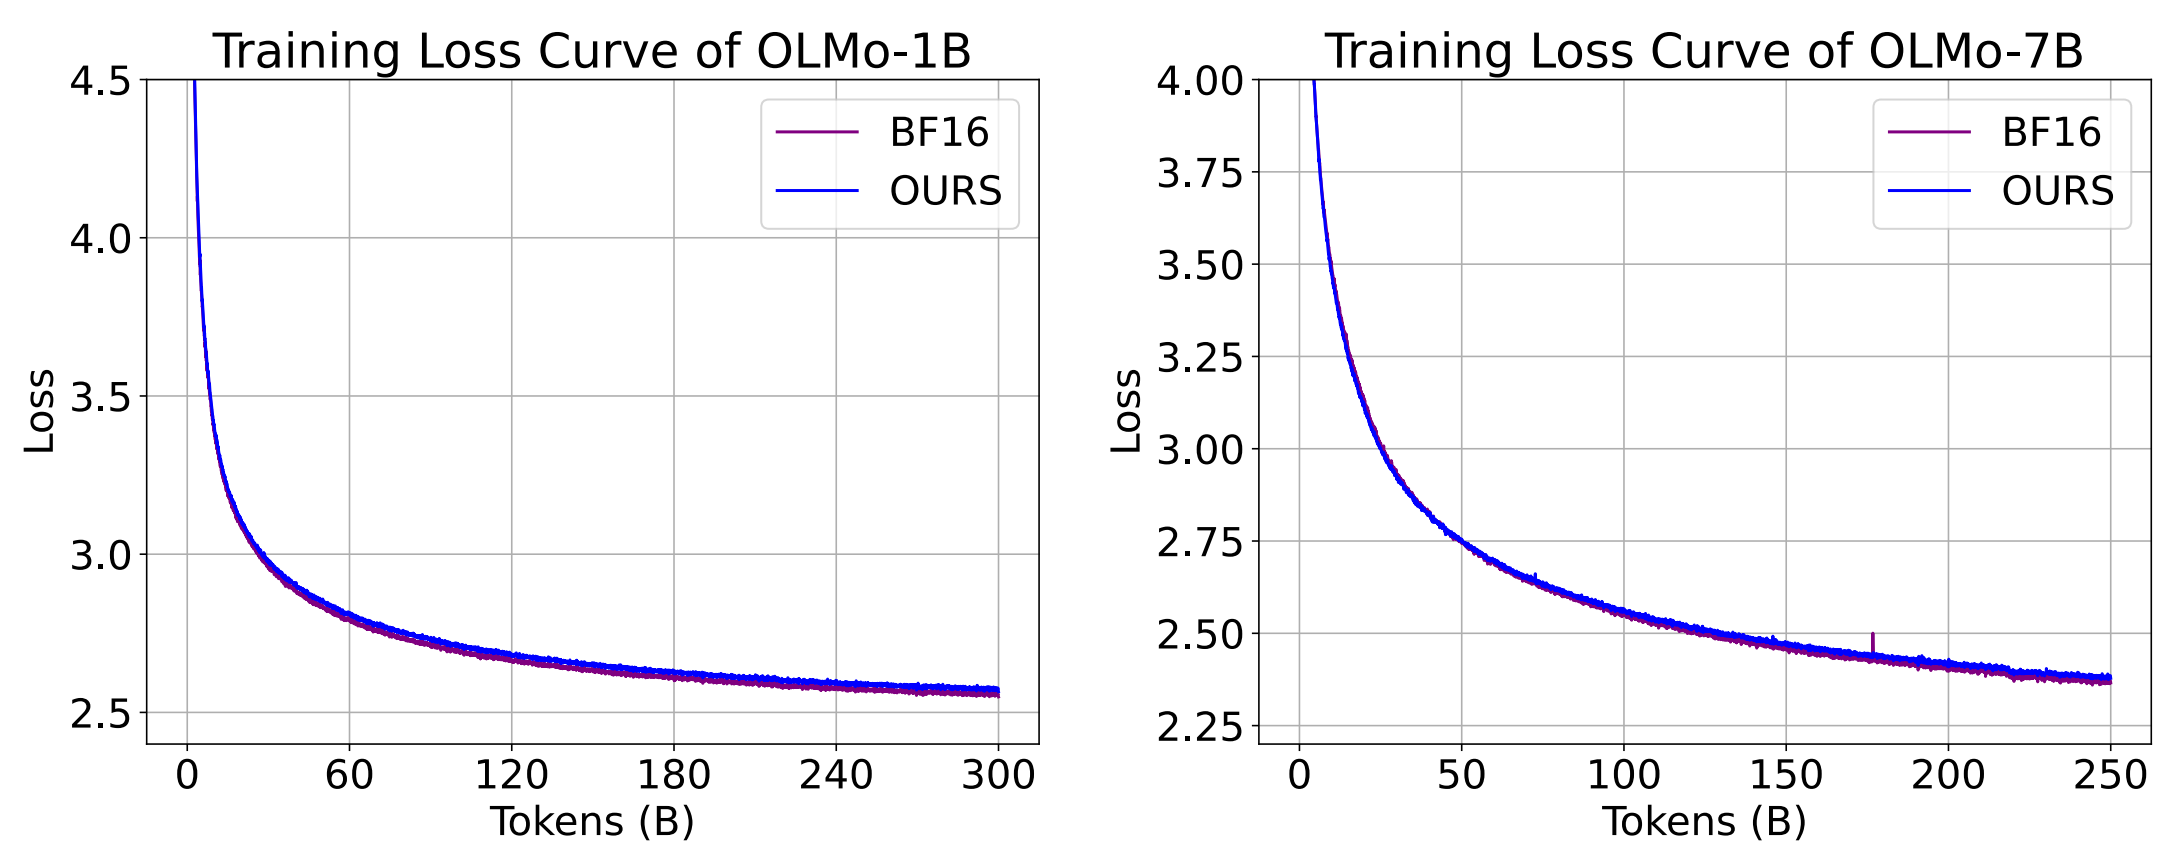 Training Loss Curve of OLMo-1B
4.5
4.0
3.5
3.0
2.5
Loss
BF16
OURS
0 60 120 180 240 300
Tokens (B)
Training Loss Curve of OLMo-7B
4.00
3.75
3.50
3.25
3.00
2.75
2.50
2.25
Loss
BF16
OURS
0 50 100 150 200 250
Tokens (B)